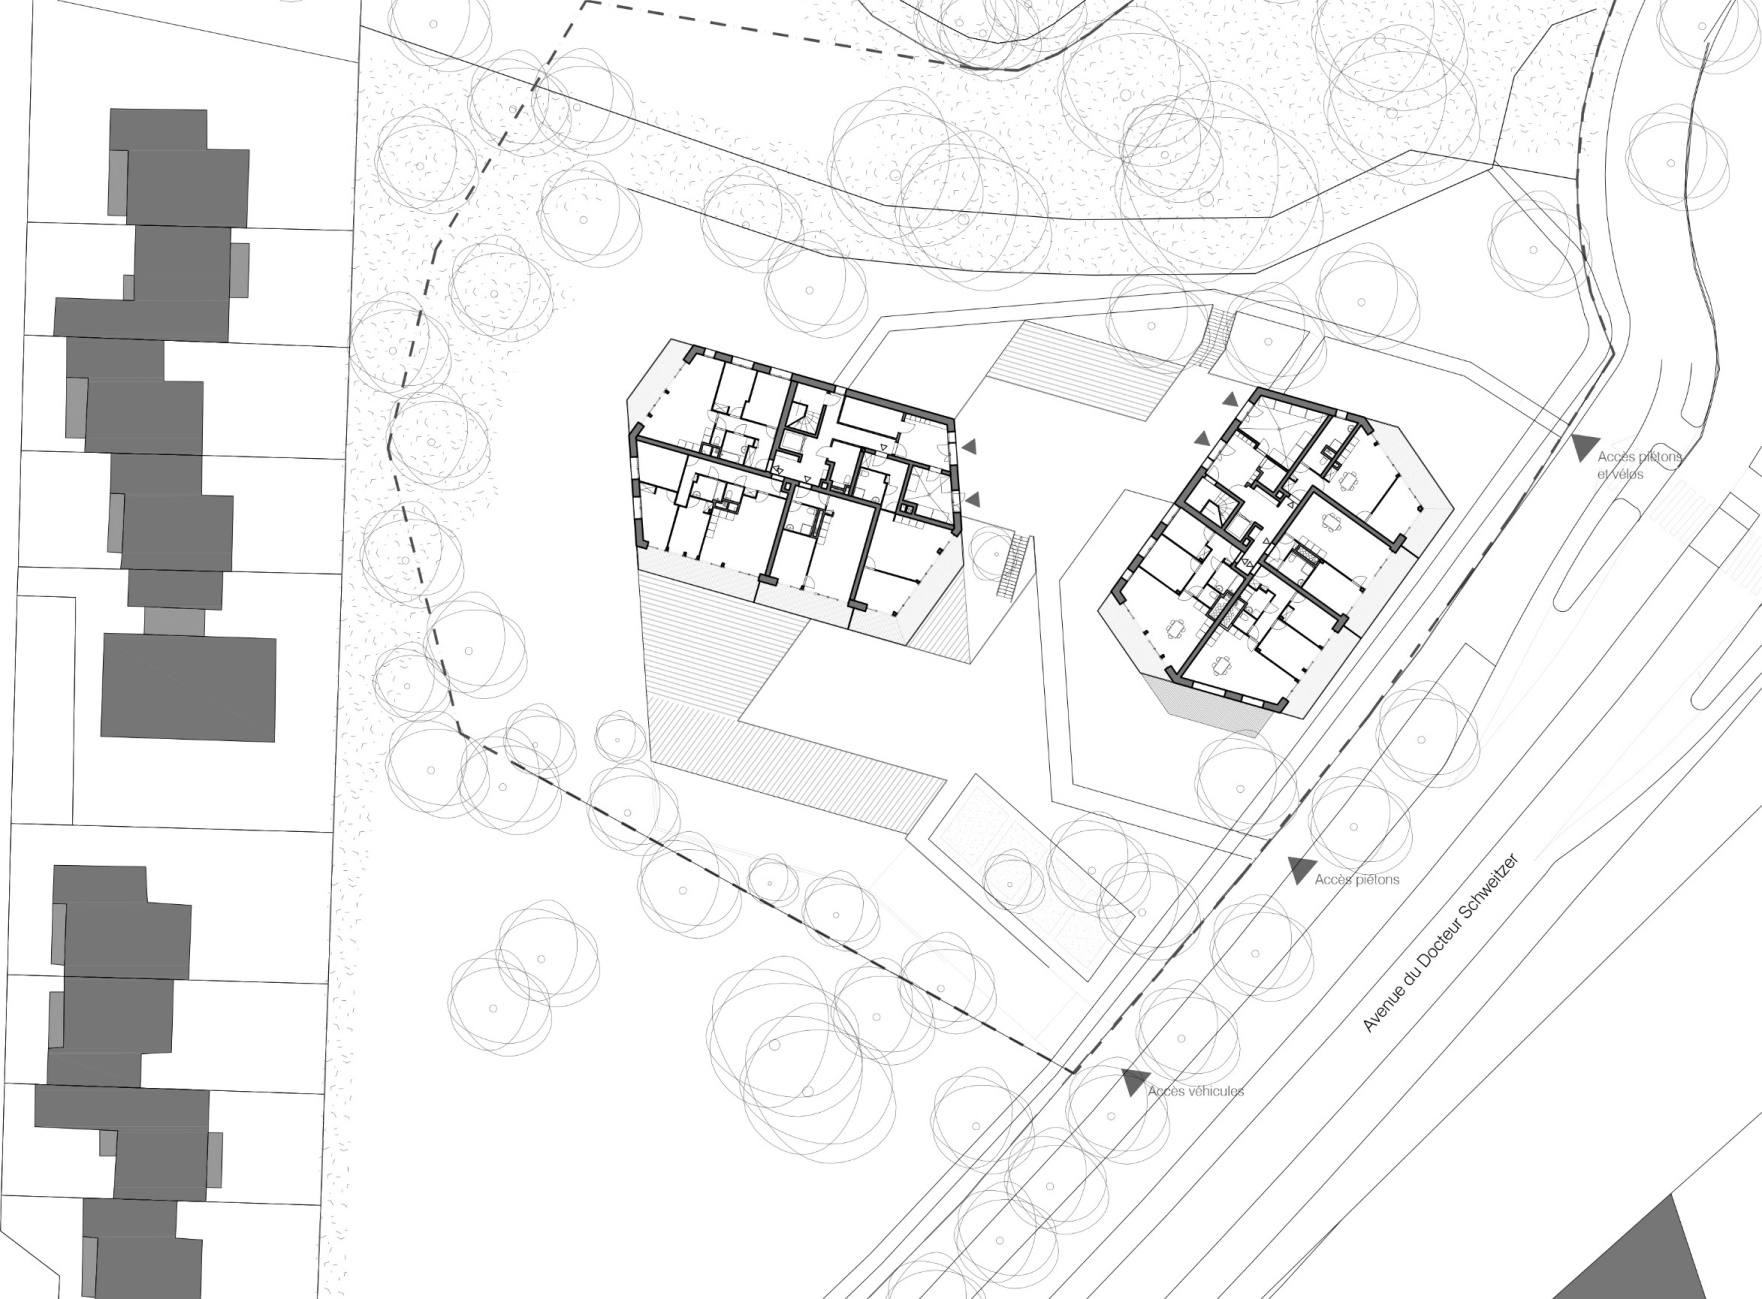 Accès piétons
et vélos
Accès piétons
Avenue du Docteur Schweitzer
Accès véhicules